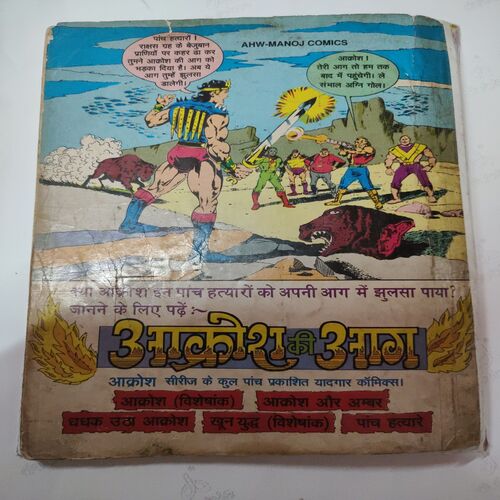 AHW-MANOJ COMICS
पांच हत्यारों !
राक्षस ग्रह के बेजुबान
प्राणियों पर कहर ढा कर
तुमने आक्रोश की आग को
भड़का दिया है। अब ये
आग तुम्हें झुलसा
डालेगी।
आक्रोश !
तेरी आग तो हम तक
बाद में पहुंचेगी। ले
संभाल अग्नि गोला।
क्या आक्रोश इन पांच हत्यारों को अपनी आग में झुलसा पाया?
जानने के लिए पढ़ें :~
आक्रोश की आग
आक्रोश सीरीज के कुल पांच प्रकाशित यादगार कॉमिक्स।
आक्रोश (विशेषांक) आक्रोश और अम्बर
धधक उठा आक्रोश खून युद्ध (विशेषांक) पांच हत्यारे